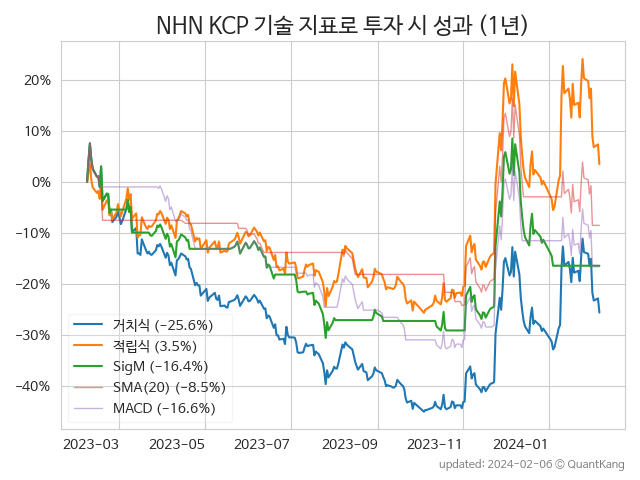 NHN KCP 기술 지표로 투자 시 성과 (1년)
20%
10%
0%
−10%
−20%
−30%
−40%
거치식 (−25.6%)
적립식 (3.5%)
SigM (−16.4%)
SMA(20) (−8.5%)
MACD (−16.6%)
2023−03
2023−05
2023−07
2023−09
2023−11
2024−01
updated: 2024−02−06 © QuantKang